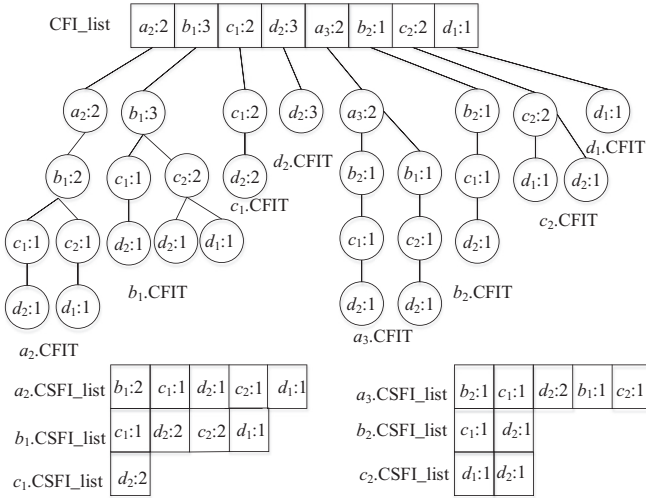 CFI_list a₂:2 b₁:3 c₁:2 d₂:3 a₃:2 b₂:1 c₂:2 d₁:1
a₂:2 b₁:3 c₁:2 d₂:3 a₃:2 b₂:1 c₂:2 d₁:1
d₂.CFIT d₁.CFIT
b₁:2 c₁:1 c₂:2 d₂:2 b₂:1 b₁:1 c₁:1 d₁:1 d₂:1
c₁.CFIT c₂.CFIT
c₁:1 c₂:1 d₂:1 d₂:1 d₁:1 c₁:1 c₂:1 d₂:1
b₁.CFIT b₂.CFIT
d₂:1 d₁:1 d₂:1 d₂:1
a₂.CFIT a₃.CFIT
a₂.CSFI_list b₁:2 c₁:1 d₂:1 c₂:1 d₁:1
a₃.CSFI_list b₂:1 c₁:1 d₂:2 b₁:1 c₂:1
b₁.CSFI_list c₁:1 d₂:2 c₂:2 d₁:1
b₂.CSFI_list c₁:1 d₂:1
c₁.CSFI_list d₂:2
c₂.CSFI_list d₁:1 d₂:1